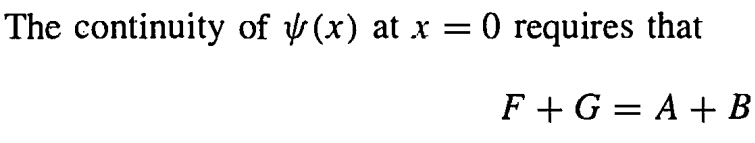 The continuity of ψ(x) at x = 0 requires that
F + G = A + B